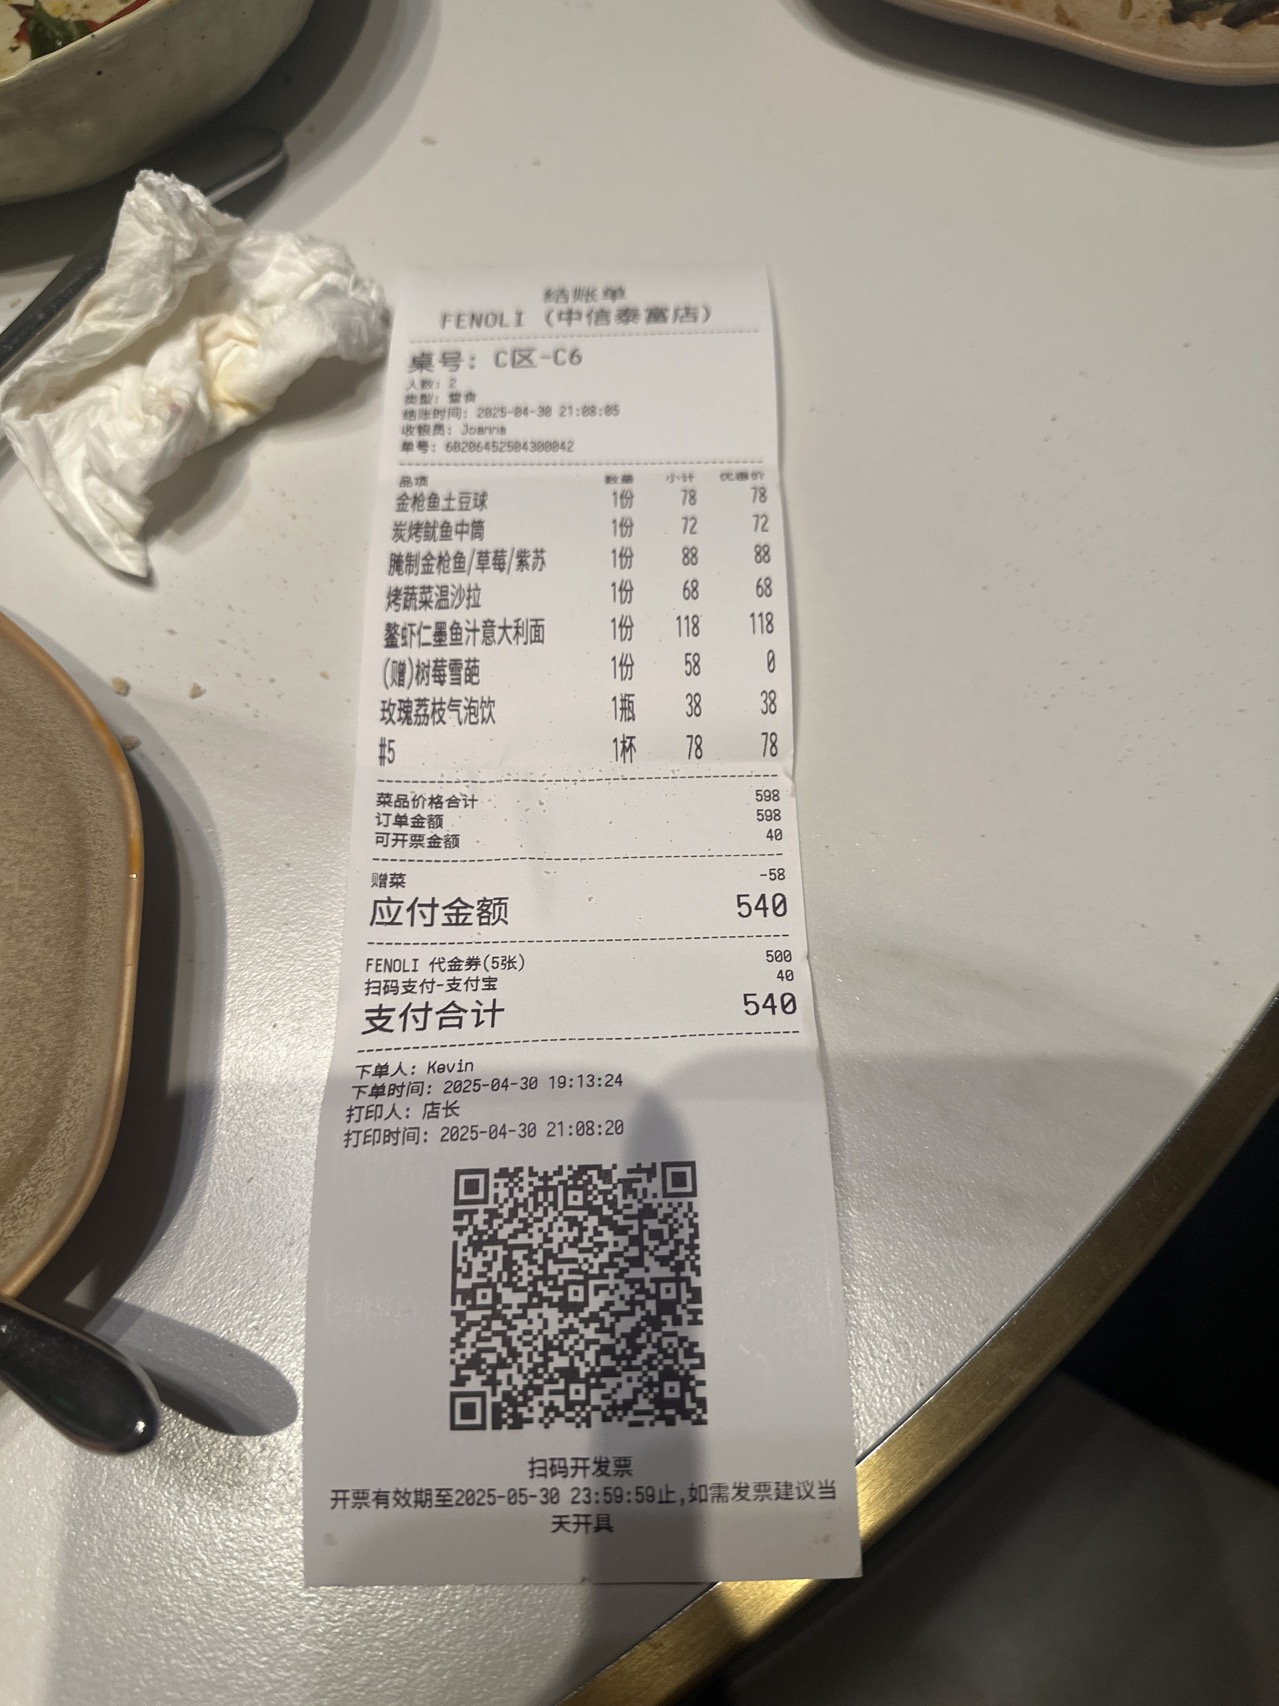 结账单
FENOLI (中信泰富店)
桌号: C区-C6
人数: 2
类型: 堂食
结账时间: 2025-04-30 21:08:05
收银员: Joanna
单号: 60206452504300042
品项 数量 小计 优惠价
金枪鱼土豆球 1份 78 78
炭烤鱿鱼中筒 1份 72 72
腌制金枪鱼/草莓/紫苏 1份 88 88
烤蔬菜温沙拉 1份 68 68
鳌虾仁墨鱼汁意大利面 1份 118 118
(赠)树莓雪葩 1份 58 0
玫瑰荔枝气泡饮 1瓶 38 38
#5 1杯 78 78
菜品价格合计 598
订单金额 598
可开票金额 40
赠菜 -58
应付金额 540
FENOLI 代金券(5张) 500
扫码支付-支付宝 40
支付合计 540
下单人: Kevin
下单时间: 2025-04-30 19:13:24
打印人: 店长
打印时间: 2025-04-30 21:08:20
扫码开发票
开票有效期至2025-05-30 23:59:59止,如需发票建议当
天开具